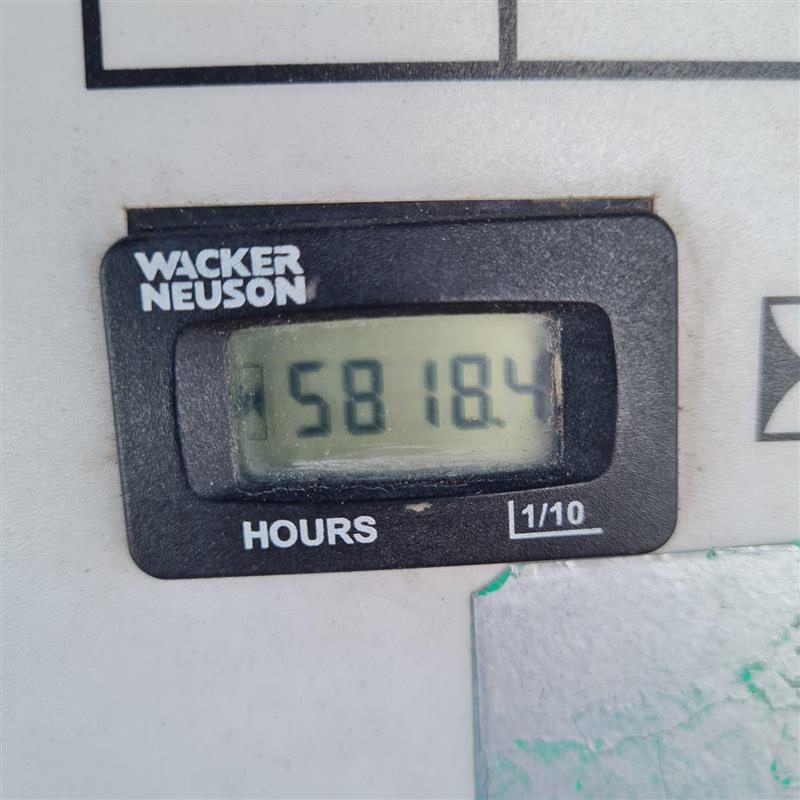 WACKER
NEUSON
5818.4
HOURS
1/10